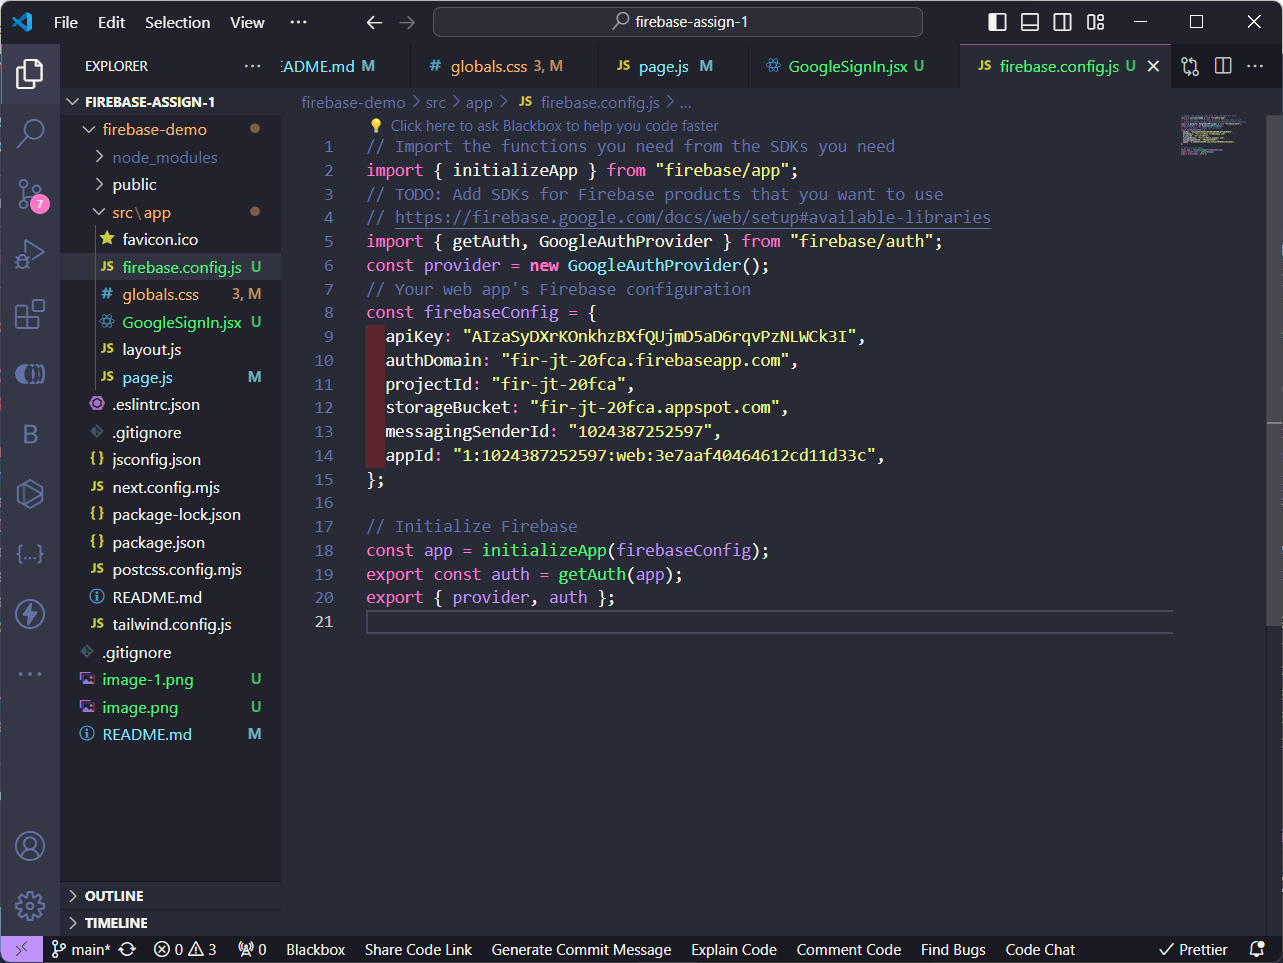 File Edit Selection View ··· firebase-assign-1
EXPLORER ···
EADME.md M
# globals.css 3, M
JS page.js M
GoogleSignIn.jsx U
JS firebase.config.js U
FIREBASE-ASSIGN-1
firebase-demo
node_modules
public
src\app
favicon.ico
JS firebase.config.js U
# globals.css 3, M
GoogleSignIn.jsx U
JS layout.js
JS page.js M
.eslintrc.json
.gitignore
{} jsconfig.json
JS next.config.mjs
{} package-lock.json
{} package.json
JS postcss.config.mjs
README.md
JS tailwind.config.js
.gitignore
image-1.png U
image.png U
README.md M
OUTLINE
TIMELINE
7
B
{...}
firebase-demo > src > app > JS firebase.config.js > ...
Click here to ask Blackbox to help you code faster
1 // Import the functions you need from the SDKs you need
2 import { initializeApp } from "firebase/app";
3 // TODO: Add SDKs for Firebase products that you want to use
4 // https://firebase.google.com/docs/web/setup#available-libraries
5 import { getAuth, GoogleAuthProvider } from "firebase/auth";
6 const provider = new GoogleAuthProvider();
7 // Your web app's Firebase configuration
8 const firebaseConfig = {
9 apiKey: "AIzaSyDXrKOnkhzBXfQUjmD5aD6rqvPzNLWCk3I",
10 authDomain: "fir-jt-20fca.firebaseapp.com",
11 projectId: "fir-jt-20fca",
12 storageBucket: "fir-jt-20fca.appspot.com",
13 messagingSenderId: "1024387252597",
14 appId: "1:1024387252597:web:3e7aaf40464612cd11d33c",
15 };
16
17 // Initialize Firebase
18 const app = initializeApp(firebaseConfig);
19 export const auth = getAuth(app);
20 export { provider, auth };
21
main* 0 3 0 Blackbox Share Code Link Generate Commit Message Explain Code Comment Code Find Bugs Code Chat Prettier